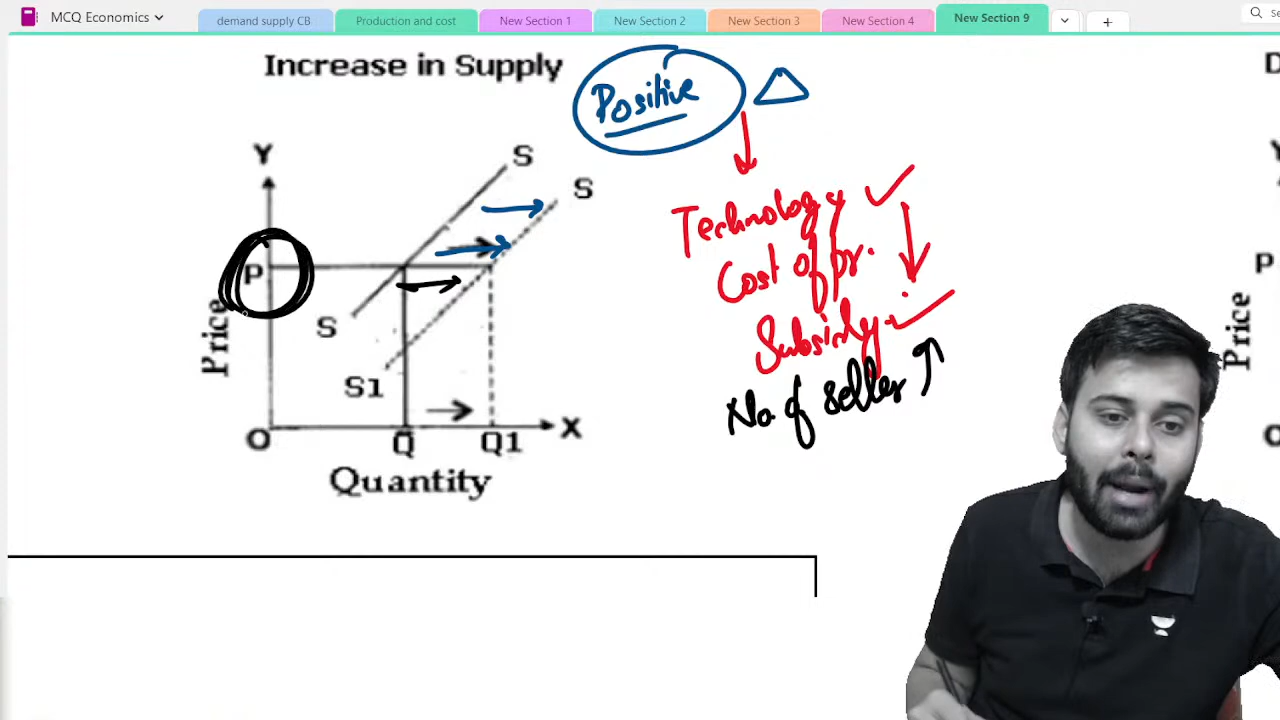 MCQ Economics
demand supply CB
Production and cost
New Section 1
New Section 2
New Section 3
New Section 4
New Section 9
+
Increase in Supply
Positive
Y
S
S
Technology
P
Cost of pr.
Price
S
Subsidy
S1
No. of seller
O
Q
Q1
X
Quantity
P
Price